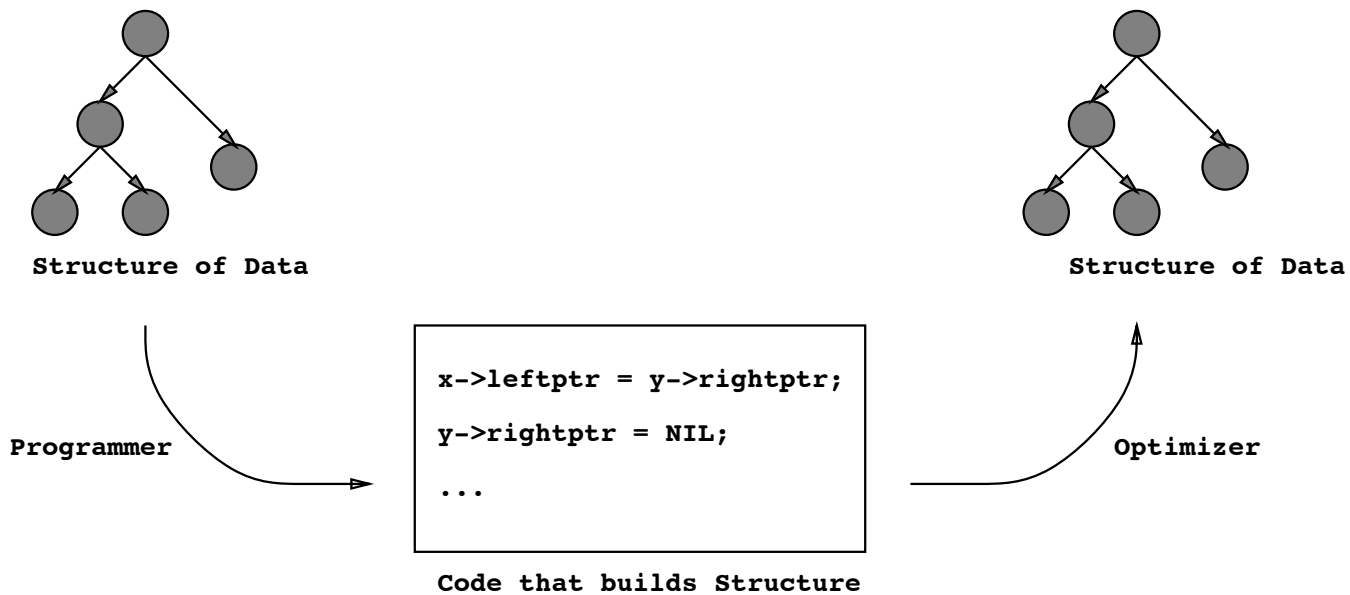 Structure of Data
Structure of Data
x->leftptr = y->rightptr;
y->rightptr = NIL;
...
Programmer
Optimizer
Code that builds Structure